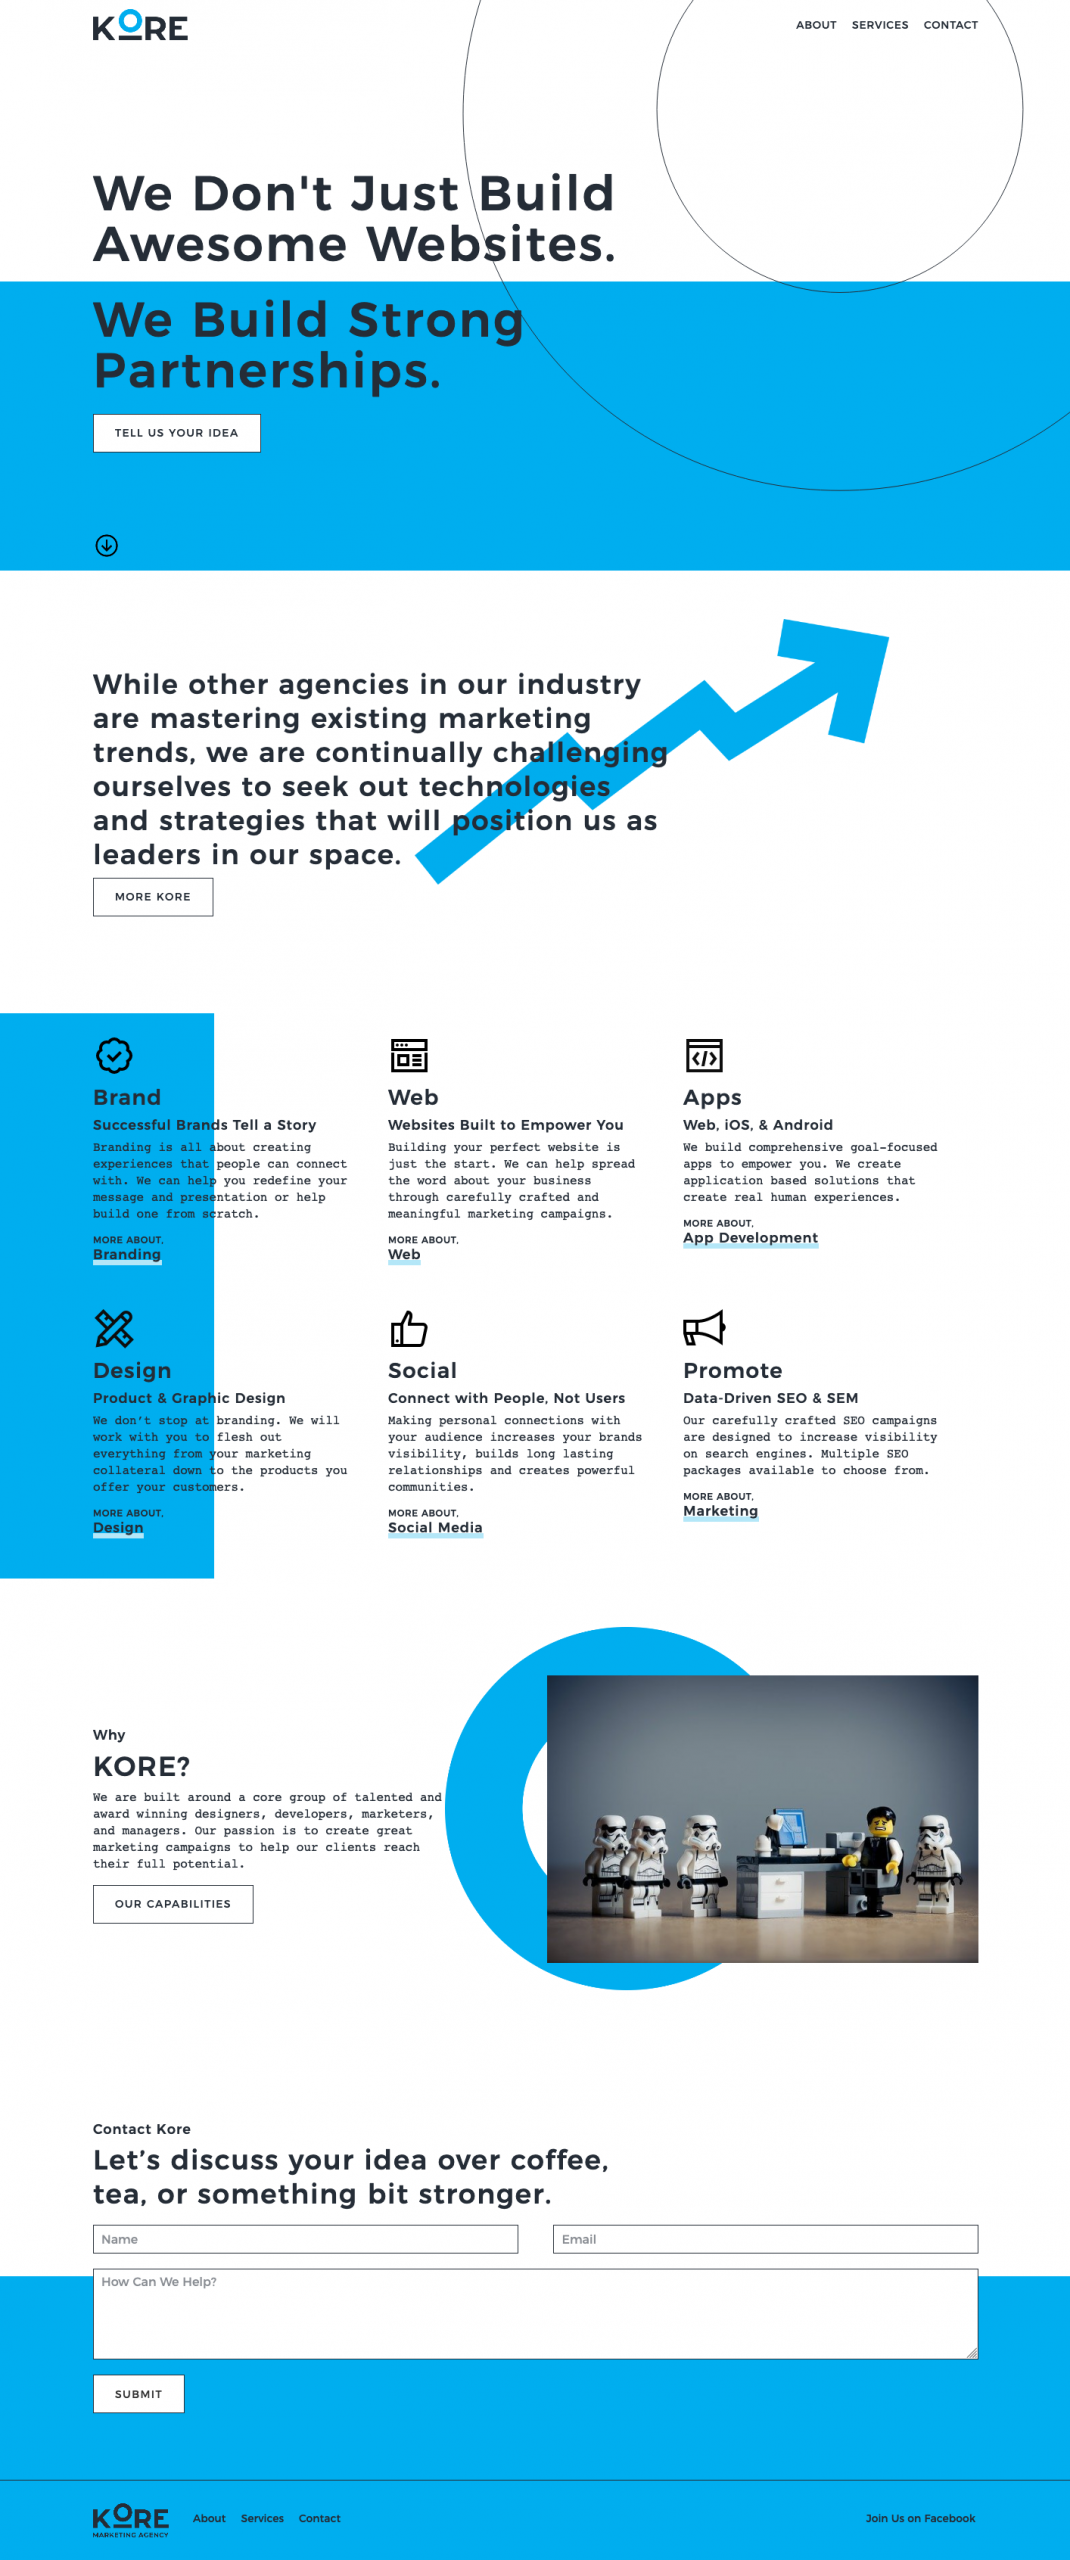 KORE
ABOUT SERVICES CONTACT
We Don't Just Build
Awesome Websites.
We Build Strong
Partnerships.
TELL US YOUR IDEA
While other agencies in our industry
are mastering existing marketing
trends, we are continually challenging
ourselves to seek out technologies
and strategies that will position us as
leaders in our space.
MORE KORE
Brand
Successful Brands Tell a Story
Branding is all about creating
experiences that people can connect
with. We can help you redefine your
message and presentation or help
build one from scratch.
MORE ABOUT,
Branding
Web
Websites Built to Empower You
Building your perfect website is
just the start. We can help spread
the word about your business
through carefully crafted and
meaningful marketing campaigns.
MORE ABOUT,
Web
Apps
Web, iOS, & Android
We build comprehensive goal-focused
apps to empower you. We create
application based solutions that
create real human experiences.
MORE ABOUT,
App Development
Design
Product & Graphic Design
We don’t stop at branding. We will
work with you to flesh out
everything from your marketing
collateral down to the products you
offer your customers.
MORE ABOUT,
Design
Social
Connect with People, Not Users
Making personal connections with
your audience increases your brands
visibility, builds long lasting
relationships and creates powerful
communities.
MORE ABOUT,
Social Media
Promote
Data-Driven SEO & SEM
Our carefully crafted SEO campaigns
are designed to increase visibility
on search engines. Multiple SEO
packages available to choose from.
MORE ABOUT,
Marketing
Why
KORE?
We are built around a core group of talented and
award winning designers, developers, marketers,
and managers. Our passion is to create great
marketing campaigns to help our clients reach
their full potential.
OUR CAPABILITIES
Contact Kore
Let’s discuss your idea over coffee,
tea, or something bit stronger.
Name
Email
How Can We Help?
SUBMIT
KORE
MARKETING AGENCY
About Services Contact
Join Us on Facebook